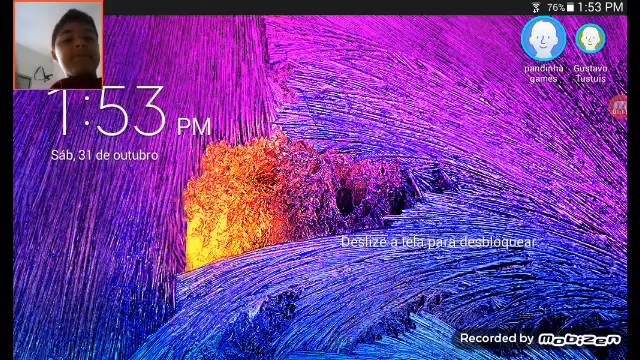 76% 1:53 PM
pandinha games
Gustavo Tustuis
1:53 PM
Sáb, 31 de outubro
Deslize a tela para desbloquear
Recorded by mobizen